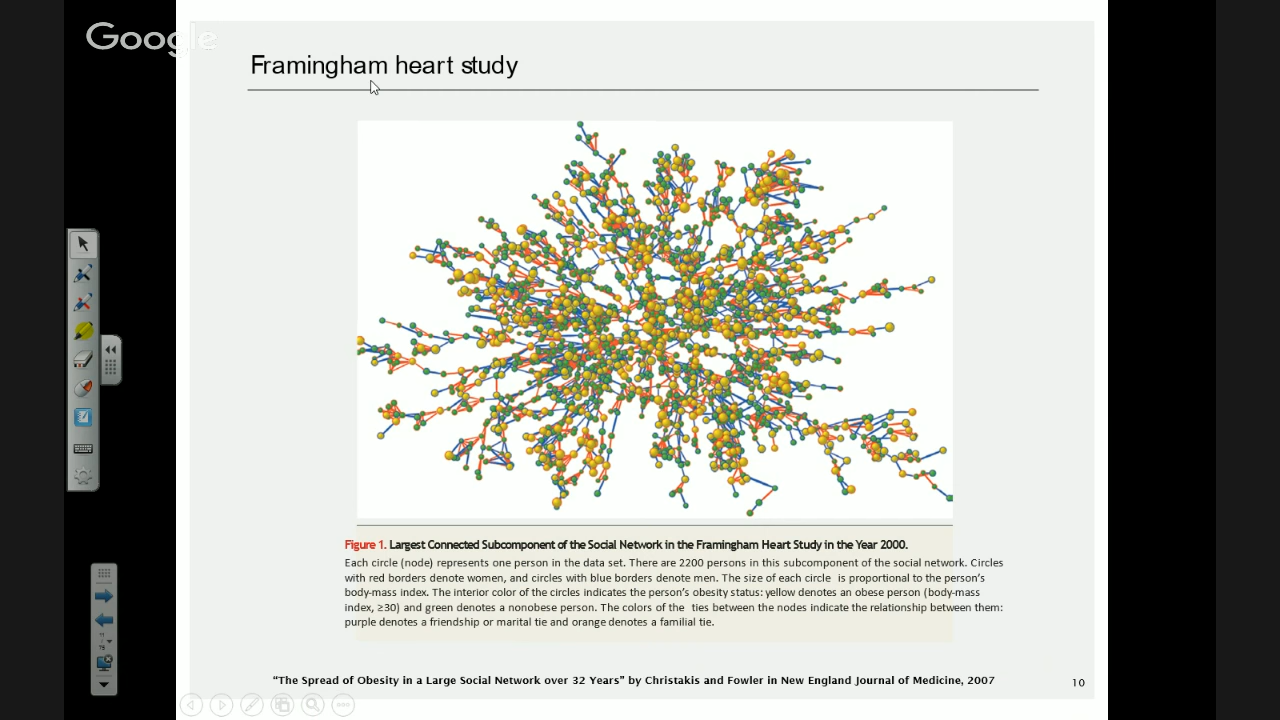 Google
Framingham heart study
Figure 1. Largest Connected Subcomponent of the Social Network in the Framingham Heart Study in the Year 2000.
Each circle (node) represents one person in the data set. There are 2200 persons in this subcomponent of the social network. Circles
with red borders denote women, and circles with blue borders denote men. The size of each circle is proportional to the person's
body-mass index. The interior color of the circles indicates the person's obesity status: yellow denotes an obese person (body-mass
index, ≥30) and green denotes a nonobese person. The colors of the ties between the nodes indicate the relationship between them:
purple denotes a friendship or marital tie and orange denotes a familial tie.
“The Spread of Obesity in a Large Social Network over 32 Years” by Christakis and Fowler in New England Journal of Medicine, 2007
10